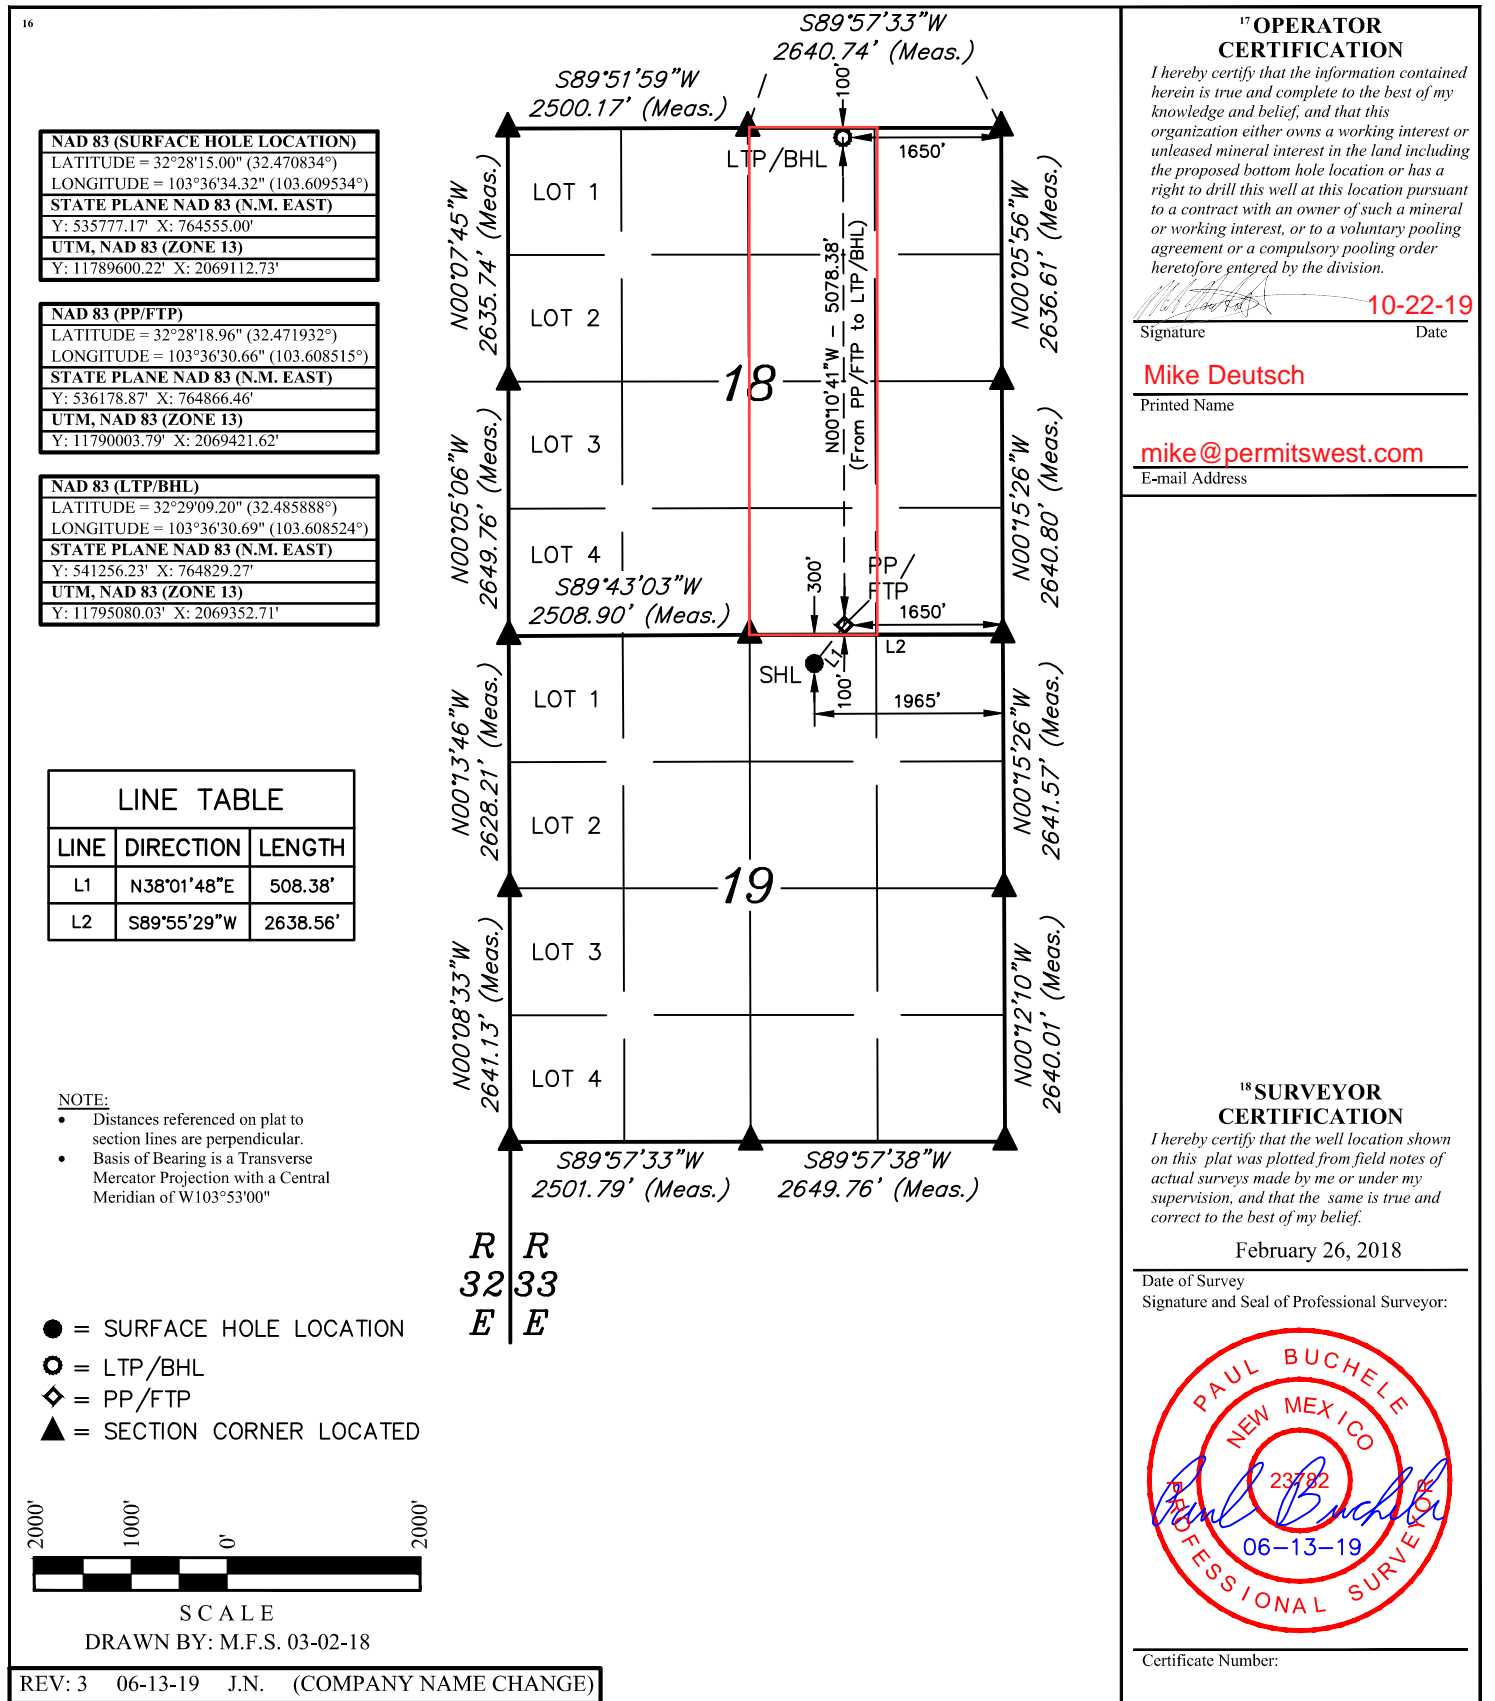 16
NAD 83 (SURFACE HOLE LOCATION)
LATITUDE = 32°28'15.00" (32.470834°)
LONGITUDE = 103°36'34.32" (103.609534°)
STATE PLANE NAD 83 (N.M. EAST)
Y: 535777.17' X: 764555.00'
UTM, NAD 83 (ZONE 13)
Y: 11789600.22' X: 2069112.73'
NAD 83 (PP/FTP)
LATITUDE = 32°28'18.96" (32.471932°)
LONGITUDE = 103°36'30.66" (103.608515°)
STATE PLANE NAD 83 (N.M. EAST)
Y: 536178.87' X: 764866.46'
UTM, NAD 83 (ZONE 13)
Y: 11790003.79' X: 2069421.62'
NAD 83 (LTP/BHL)
LATITUDE = 32°29'09.20" (32.485888°)
LONGITUDE = 103°36'30.69" (103.608524°)
STATE PLANE NAD 83 (N.M. EAST)
Y: 541256.23' X: 764829.27'
UTM, NAD 83 (ZONE 13)
Y: 11795080.03' X: 2069352.71'
LINE TABLE
LINE DIRECTION LENGTH
L1 N38°01'48"E 508.38'
L2 S89°55'29"W 2638.56'
NOTE:
• Distances referenced on plat to
section lines are perpendicular.
• Basis of Bearing is a Transverse
Mercator Projection with a Central
Meridian of W103°53'00"
● = SURFACE HOLE LOCATION
= LTP/BHL
= PP/FTP
▲ = SECTION CORNER LOCATED
2000' 1000' 0' 2000'
SCALE
DRAWN BY: M.F.S. 03-02-18
REV: 3 06-13-19 J.N. (COMPANY NAME CHANGE)
S89°57'33"W
2640.74' (Meas.)
S89°51'59"W
2500.17' (Meas.)
100'
1650'
LTP/BHL
N00°07'45"W
2635.74' (Meas.)
LOT 1
LOT 2
N00°05'56"W
2636.61' (Meas.)
18
N00°10'41"W - 5078.38'
(From PP/FTP to LTP/BHL)
N00°05'06"W
2649.76' (Meas.)
LOT 3
LOT 4
N00°15'26"W
2640.80' (Meas.)
S89°43'03"W
2508.90' (Meas.)
300'
PP/
FTP
1650'
L2
L1
SHL
100'
1965'
N00°13'46"W
2628.21' (Meas.)
LOT 1
LOT 2
N00°15'26"W
2641.57' (Meas.)
19
N00°08'33"W
2641.13' (Meas.)
LOT 3
LOT 4
N00°12'10"W
2640.01' (Meas.)
S89°57'33"W
2501.79' (Meas.)
S89°57'38"W
2649.76' (Meas.)
R R
32 33
E E
17 OPERATOR
CERTIFICATION
I hereby certify that the information contained
herein is true and complete to the best of my
knowledge and belief, and that this
organization either owns a working interest or
unleased mineral interest in the land including
the proposed bottom hole location or has a
right to drill this well at this location pursuant
to a contract with an owner of such a mineral
or working interest, or to a voluntary pooling
agreement or a compulsory pooling order
heretofore entered by the division.
10-22-19
Signature Date
Mike Deutsch
Printed Name
mike@permitswest.com
E-mail Address
18 SURVEYOR
CERTIFICATION
I hereby certify that the well location shown
on this plat was plotted from field notes of
actual surveys made by me or under my
supervision, and that the same is true and
correct to the best of my belief.
February 26, 2018
Date of Survey
Signature and Seal of Professional Surveyor:
PAUL BUCHELE
NEW MEXICO
23782
Paul Buchele
06-13-19
PROFESSIONAL SURVEYOR
Certificate Number: